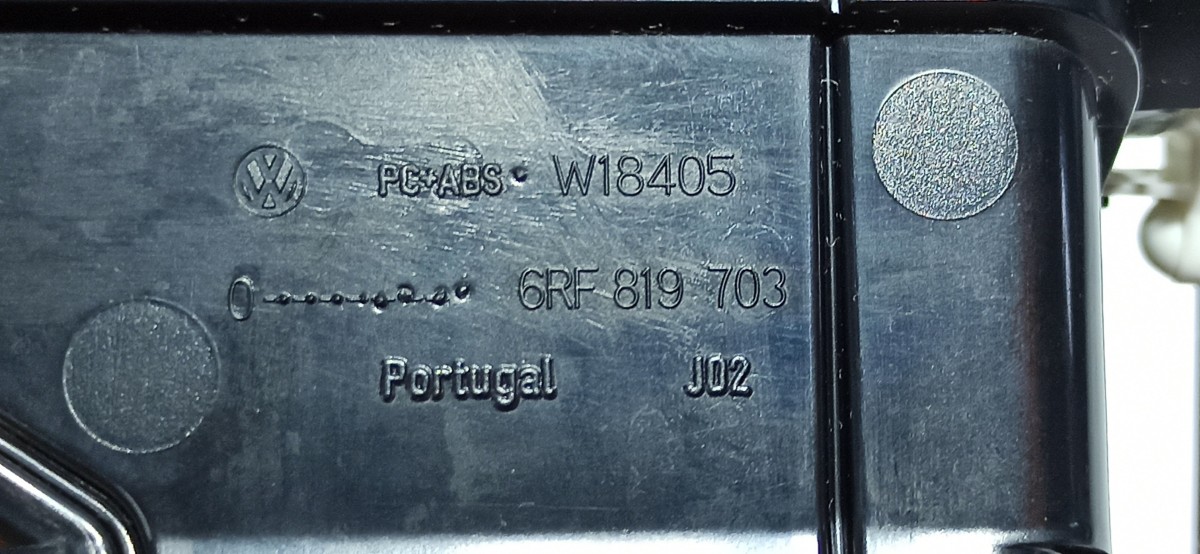 PC+ABS W18405
6RF 819 703
Portugal J02